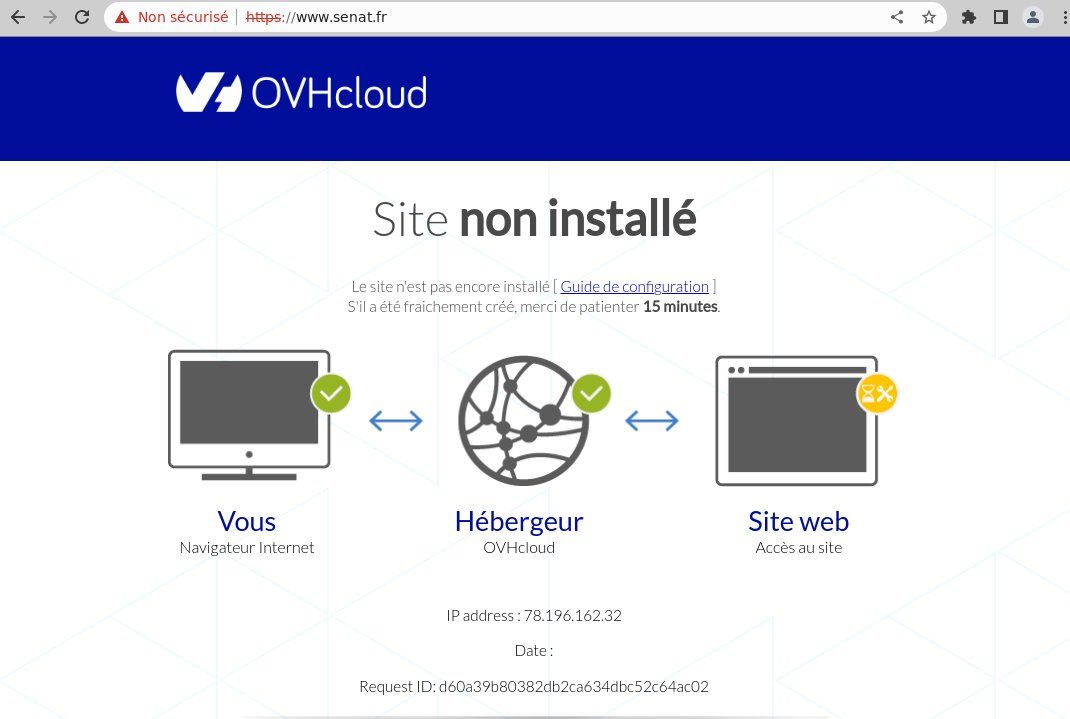 Non sécurisé https://www.senat.fr
OVHcloud
Site non installé
Le site n'est pas encore installé [ Guide de configuration ]
S'il a été fraichement créé, merci de patienter 15 minutes.
Vous
Navigateur Internet
Hébergeur
OVHcloud
Site web
Accès au site
IP address : 78.196.162.32
Date :
Request ID: d60a39b80382db2ca634dbc52c64ac02